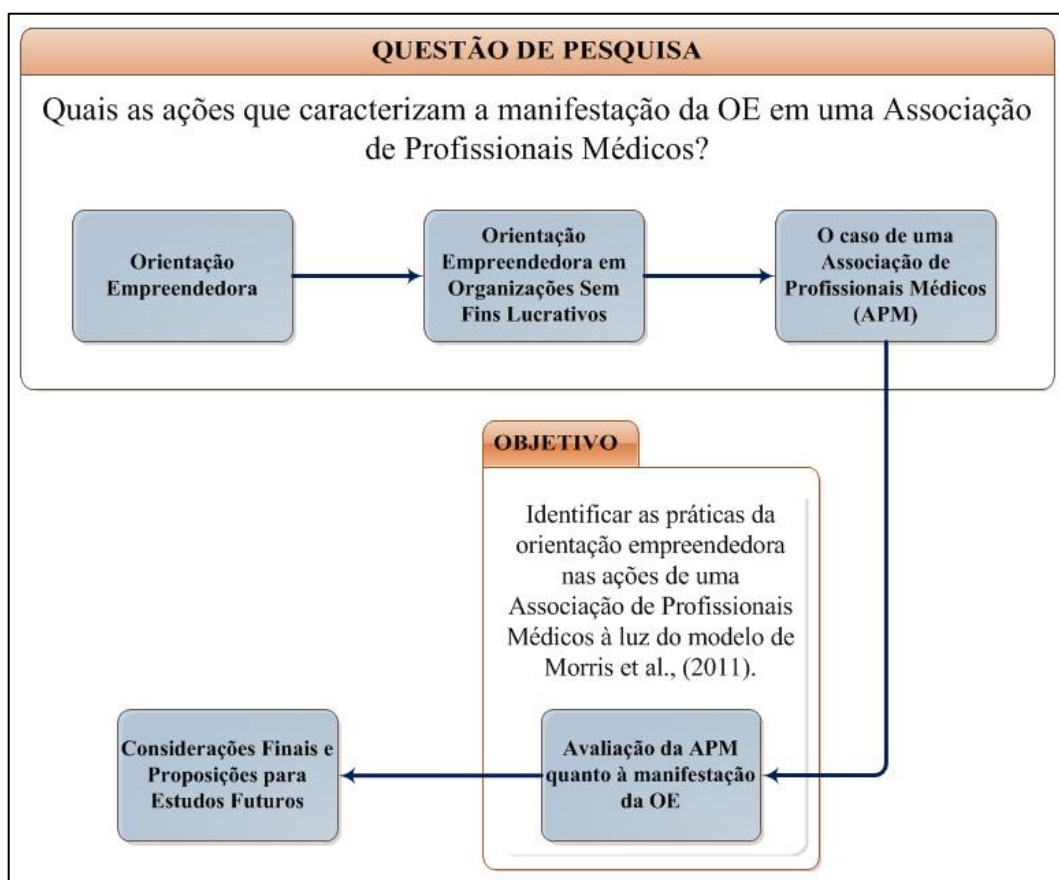 QUESTÃO DE PESQUISA
Quais as ações que caracterizam a manifestação da OE em uma Associação
de Profissionais Médicos?
Orientação
Empreendedora
Orientação
Empreendedora em
Organizações Sem
Fins Lucrativos
O caso de uma
Associação de
Profissionais Médicos
(APM)
OBJETIVO
Identificar as práticas da
orientação empreendedora
nas ações de uma
Associação de Profissionais
Médicos à luz do modelo de
Morris et al., (2011).
Avaliação da APM
quanto à manifestação
da OE
Considerações Finais e
Proposições para
Estudos Futuros